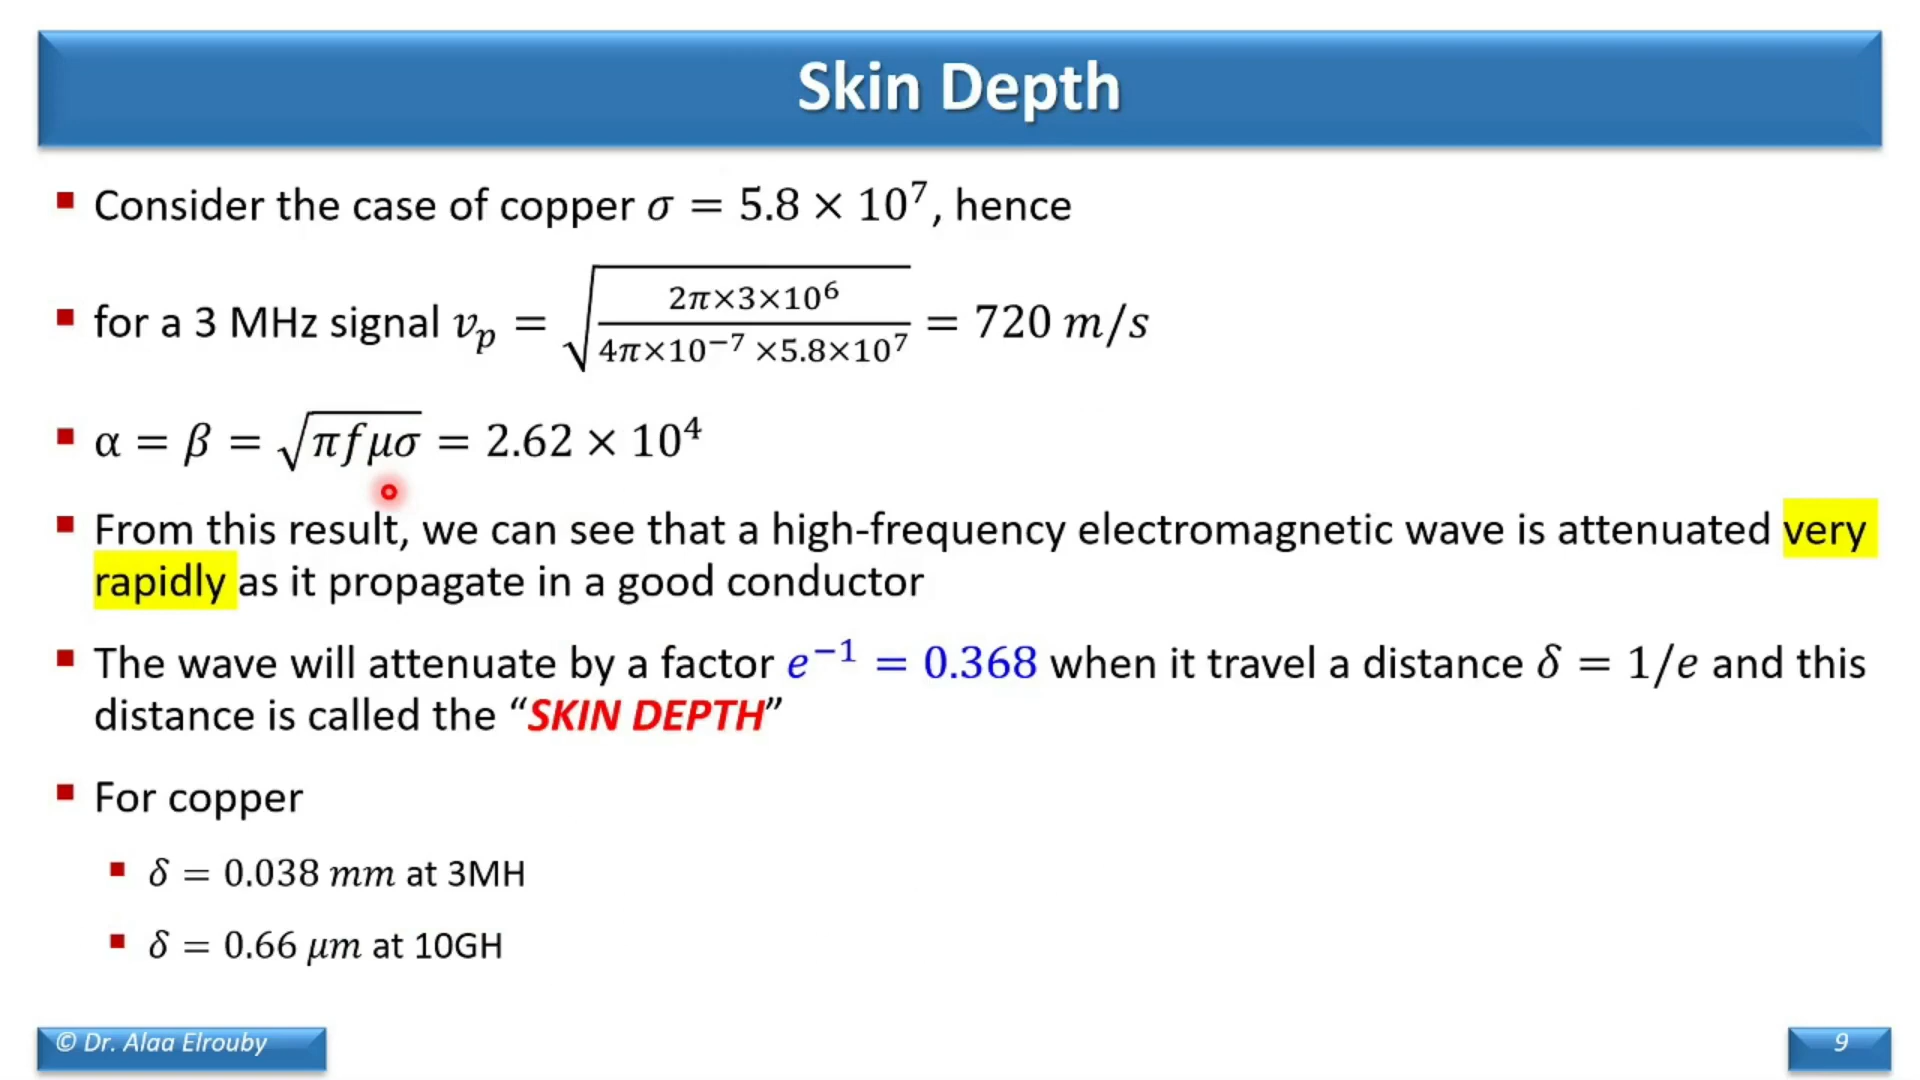 Skin Depth
Consider the case of copper σ = 5.8 × 10⁷, hence
for a 3 MHz signal vₚ = √(2π×3×10⁶ / 4π×10⁻⁷ ×5.8×10⁷) = 720 m/s
α = β = √(πfμσ) = 2.62 × 10⁴
From this result, we can see that a high-frequency electromagnetic wave is attenuated very
rapidly as it propagate in a good conductor
The wave will attenuate by a factor e⁻¹ = 0.368 when it travel a distance δ = 1/e and this
distance is called the “SKIN DEPTH”
For copper
δ = 0.038 mm at 3MH
δ = 0.66 μm at 10GH
© Dr. Alaa Elrouby
9